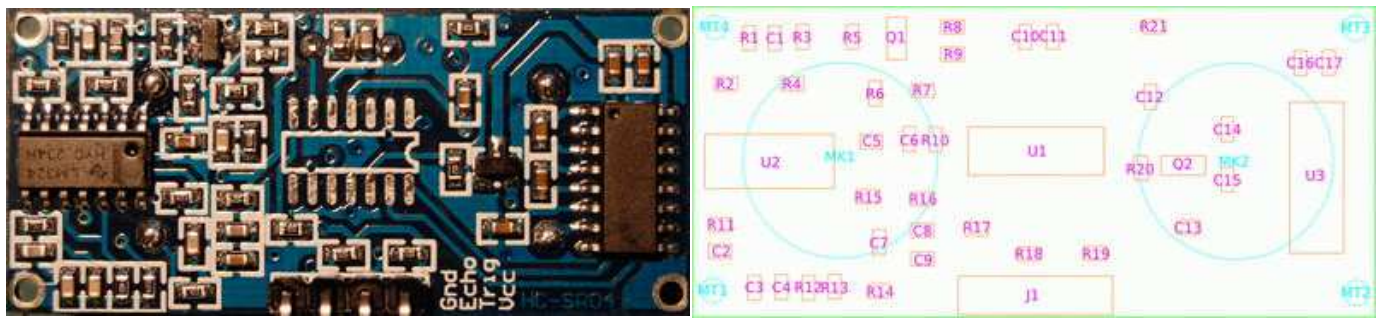 MT4 R1 C1 R3 R5 Q1 R8 C10 C11 R21 MT3
R9
C16 C17
R2 R4 R6 R7 C12
C5 C6 R10 U1 C14
U2 MK1 R20 Q2 MK2 U3
C15
R15 R16
R11 C8 R17 C13
C2 C7 C9 R18 R19
MT1 C3 C4 R12 R13 R14 J1 MT2
LM324
Gnd
Echo
Trig
Vcc
HC-SR04